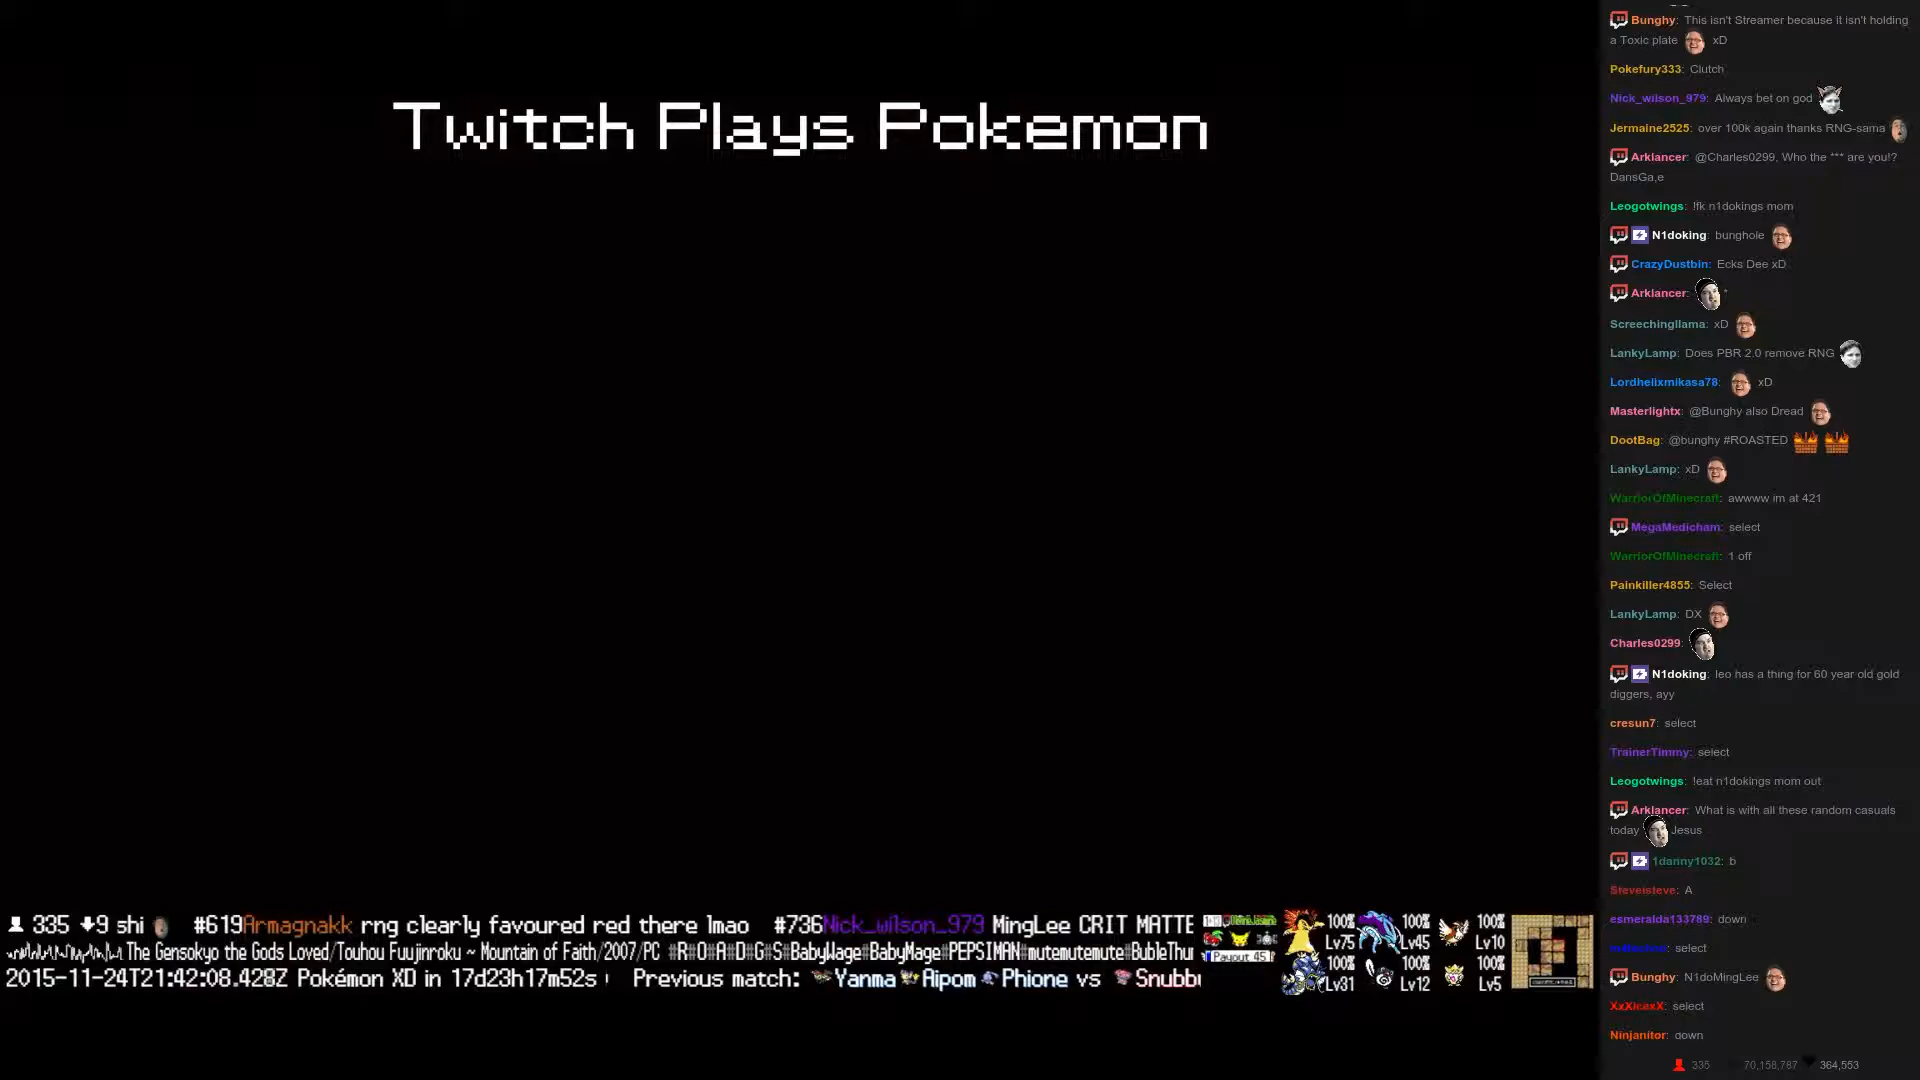 Twitch Plays Pokemon
335 9 shi #619Armagnakk rng clearly favoured red there lmao #736Nick_wilson_979 MingLee CRIT MATTE
The Gensokyo the Gods Loved/Touhou Fuujinroku ~ Mountain of Faith/2007/PC #R#U#A#D#G#S#BabyWage#BabyMage#PEPSIMAN#mutemutemute#BubleThu
2015-11-24T21:42:08.428Z Pokémon XD in 17d23h17m52s Previous match: Yanma Aipom Phione vs Snubbu
Payout 45
100% 100% 100%
Lv75 Lv45 Lv10
100% 100% 100%
Lv31 Lv12 Lv5
Bunghy: This isn't Streamer because it isn't holding
a Toxic plate xD
Pokefury333: Clutch
Nick_wilson_979: Always bet on god
Jermaine2525: over 100k again thanks RNG-sama
Arklancer: @Charles0299, Who the *** are you!?
DansGa,e
Leogotwings: !fk n1dokings mom
N1doking: bunghole
CrazyDustbin: Ecks Dee xD
Arklancer: *
Screechingllama: xD
LankyLamp: Does PBR 2.0 remove RNG
Lordhelixmikasa78: xD
Masterlightx: @Bunghy also Dread
DootBag: @bunghy #ROASTED
LankyLamp: xD
WarriorOfMinecraft: awwww im at 421
MegaMedicham: select
WarriorOfMinecraft: 1 off
Painkiller4855: Select
LankyLamp: DX
Charles0299:
N1doking: leo has a thing for 60 year old gold
diggers, ayy
cresun7: select
TrainerTimmy: select
Leogotwings: !eat n1dokings mom out
Arklancer: What is with all these random casuals
today Jesus
1danny1032: b
Steveisteve: A
esmeralda133789: down
select
Bunghy: N1doMingLee
select
Ninjanitor: down
335 70,158,787 364,553